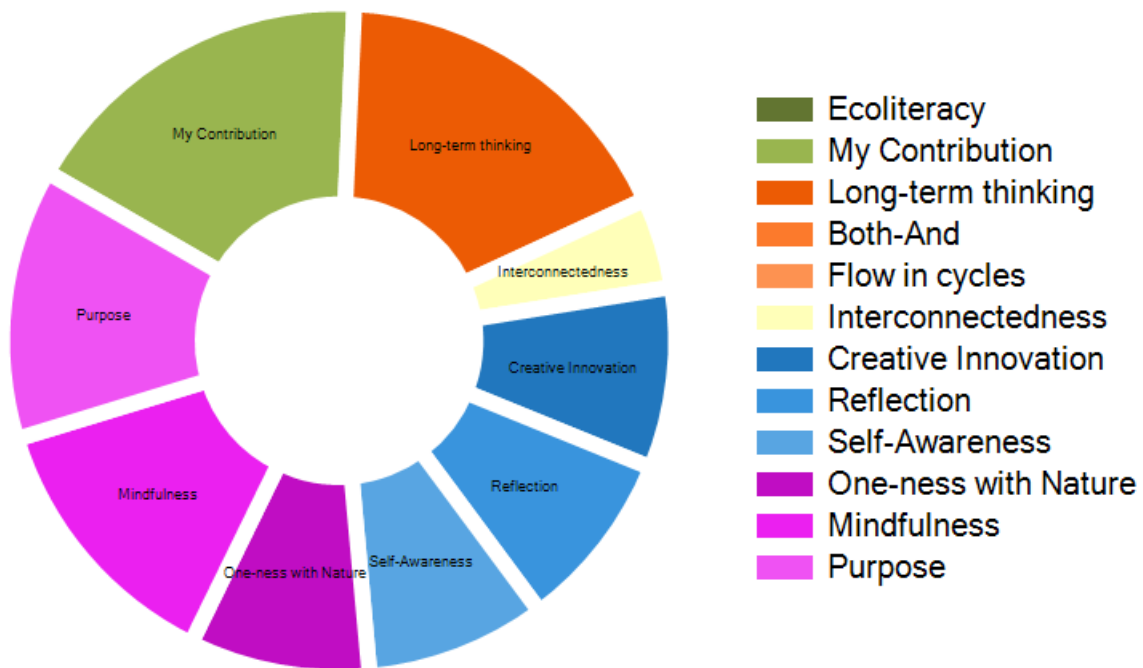 My Contribution
Long-term thinking
Interconnectedness
Purpose
Creative Innovation
Mindfulness
Reflection
One-ness with Nature
Self-Awareness
Ecoliteracy
My Contribution
Long-term thinking
Both-And
Flow in cycles
Interconnectedness
Creative Innovation
Reflection
Self-Awareness
One-ness with Nature
Mindfulness
Purpose